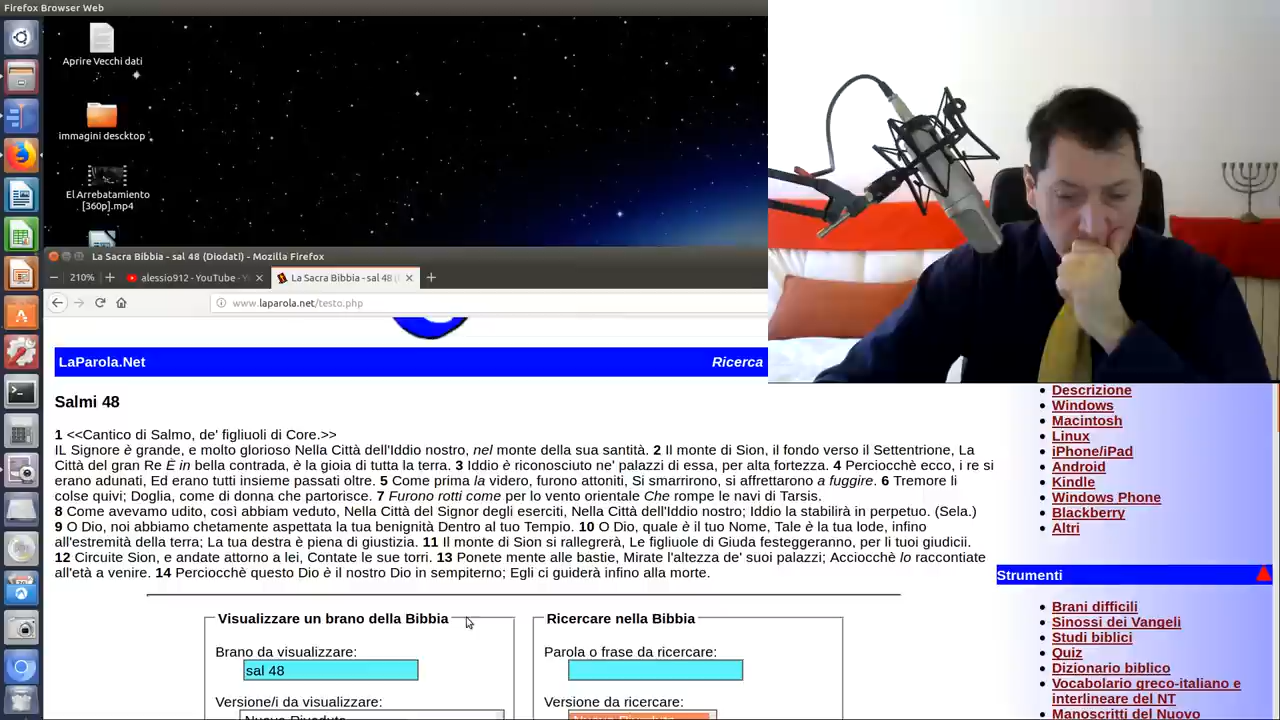 Firefox Browser Web
Aprire Vecchi dati
immagini descktop
El Arrebatamiento
[360p].mp4
La Sacra Bibbia - sal 48 (Diodati) - Mozilla Firefox
210%
alessio912 - YouTube - Y
La Sacra Bibbia - sal 48 (
www.laparola.net/testo.php
LaParola.Net
Ricerca
Salmi 48
1 <<Cantico di Salmo, de' figliuoli di Core.>>
IL Signore è grande, e molto glorioso Nella Città dell'Iddio nostro, nel monte della sua santità. 2 Il monte di Sion, il fondo verso il Settentrione, La
Città del gran Re È in bella contrada, è la gioia di tutta la terra. 3 Iddio è riconosciuto ne' palazzi di essa, per alta fortezza. 4 Perciocchè ecco, i re si
erano adunati, Ed erano tutti insieme passati oltre. 5 Come prima la videro, furono attoniti, Si smarrirono, si affrettarono a fuggire. 6 Tremore li
colse quivi; Doglia, come di donna che partorisce. 7 Furono rotti come per lo vento orientale Che rompe le navi di Tarsis.
8 Come avevamo udito, così abbiam veduto, Nella Città del Signor degli eserciti, Nella Città dell'Iddio nostro; Iddio la stabilirà in perpetuo. (Sela.)
9 O Dio, noi abbiamo chetamente aspettata la tua benignità Dentro al tuo Tempio. 10 O Dio, quale è il tuo Nome, Tale è la tua lode, infino
all'estremità della terra; La tua destra è piena di giustizia. 11 Il monte di Sion si rallegrerà, Le figliuole di Giuda festeggeranno, per li tuoi giudicii.
12 Circuite Sion, e andate attorno a lei, Contate le sue torri. 13 Ponete mente alle bastie, Mirate l'altezza de' suoi palazzi; Acciocchè lo raccontiate
all'età a venire. 14 Perciocchè questo Dio è il nostro Dio in sempiterno; Egli ci guiderà infino alla morte.
Visualizzare un brano della Bibbia
Brano da visualizzare:
sal 48
Versione/i da visualizzare:
Nuova Riveduta
Ricercare nella Bibbia
Parola o frase da ricercare:
Versione da ricercare:
Nuova Riveduta
Descrizione
Windows
Macintosh
Linux
iPhone/iPad
Android
Kindle
Windows Phone
Blackberry
Altri
Strumenti
Brani difficili
Sinossi dei Vangeli
Studi biblici
Quiz
Dizionario biblico
Vocabolario greco-italiano e
interlineare del NT
Manoscritti del Nuovo